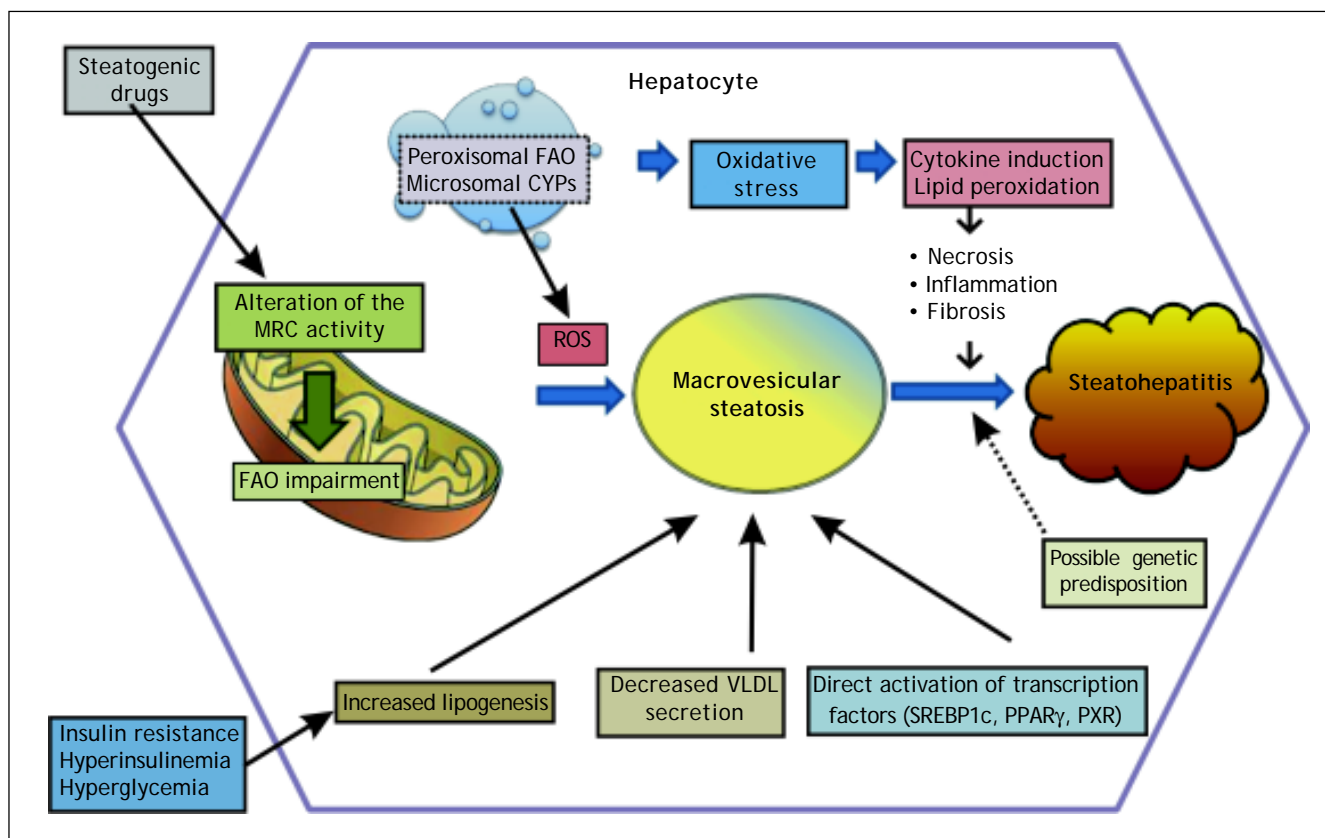 Steatogenic
drugs
Hepatocyte
Peroxisomal FAO
Microsomal CYPs
Oxidative
stress
Cytokine induction
Lipid peroxidation
• Necrosis
• Inflammation
• Fibrosis
Alteration of the
MRC activity
ROS
FAO impairment
Macrovesicular
steatosis
Steatohepatitis
Possible genetic
predisposition
Increased lipogenesis
Decreased VLDL
secretion
Direct activation of transcription
factors (SREBP1c, PPARγ, PXR)
Insulin resistance
Hyperinsulinemia
Hyperglycemia